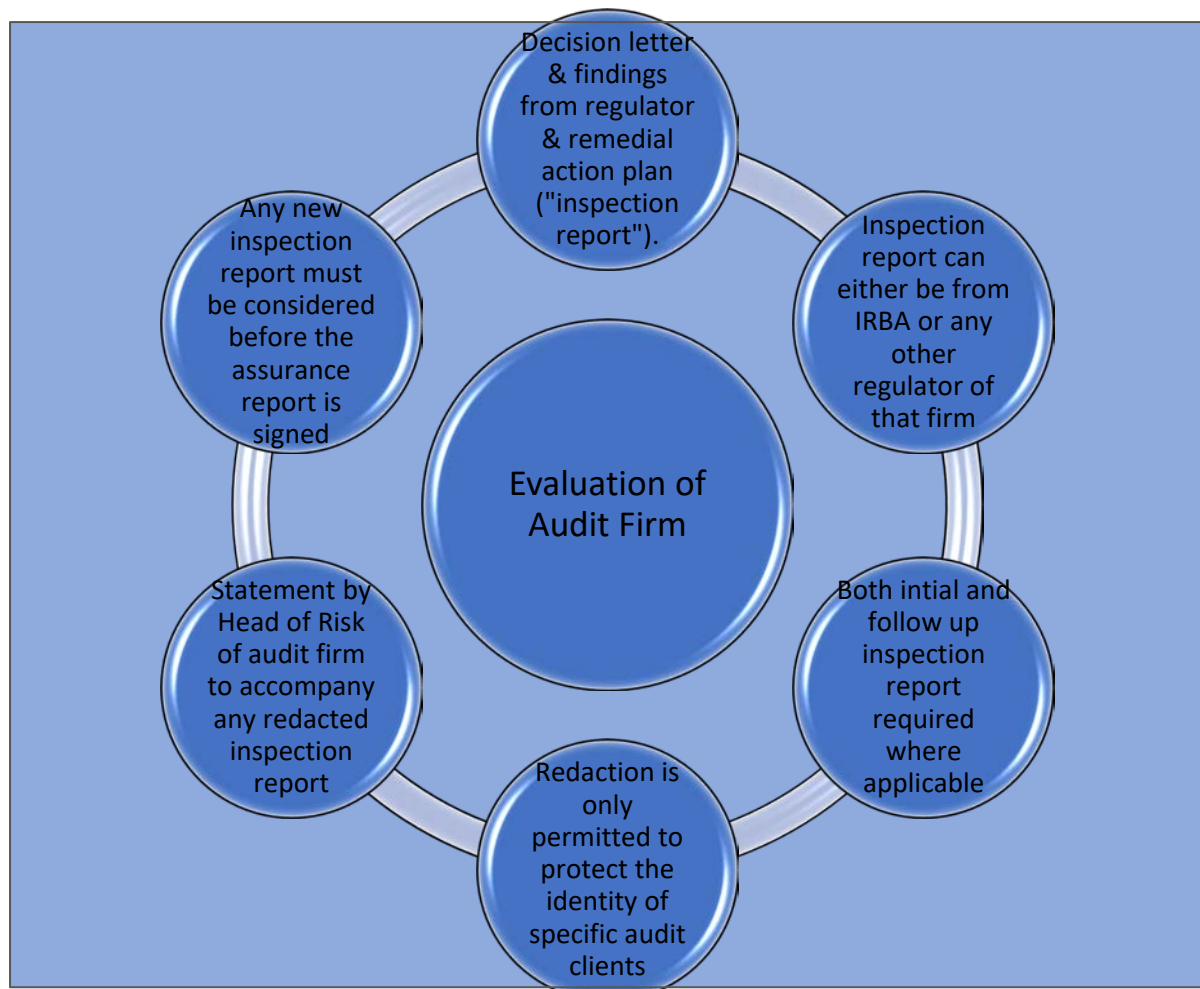 Decision letter
& findings
from regulator
& remedial
action plan
("inspection
report").
Inspection
report can
either be from
IRBA or any
other
regulator of
that firm
Both intial and
follow up
inspection
report
required
where
applicable
Redaction is
only
permitted to
protect the
identity of
specific audit
clients
Statement by
Head of Risk
of audit firm
to accompany
any redacted
inspection
report
Any new
inspection
report must
be considered
before the
assurance
report is
signed
Evaluation of
Audit Firm